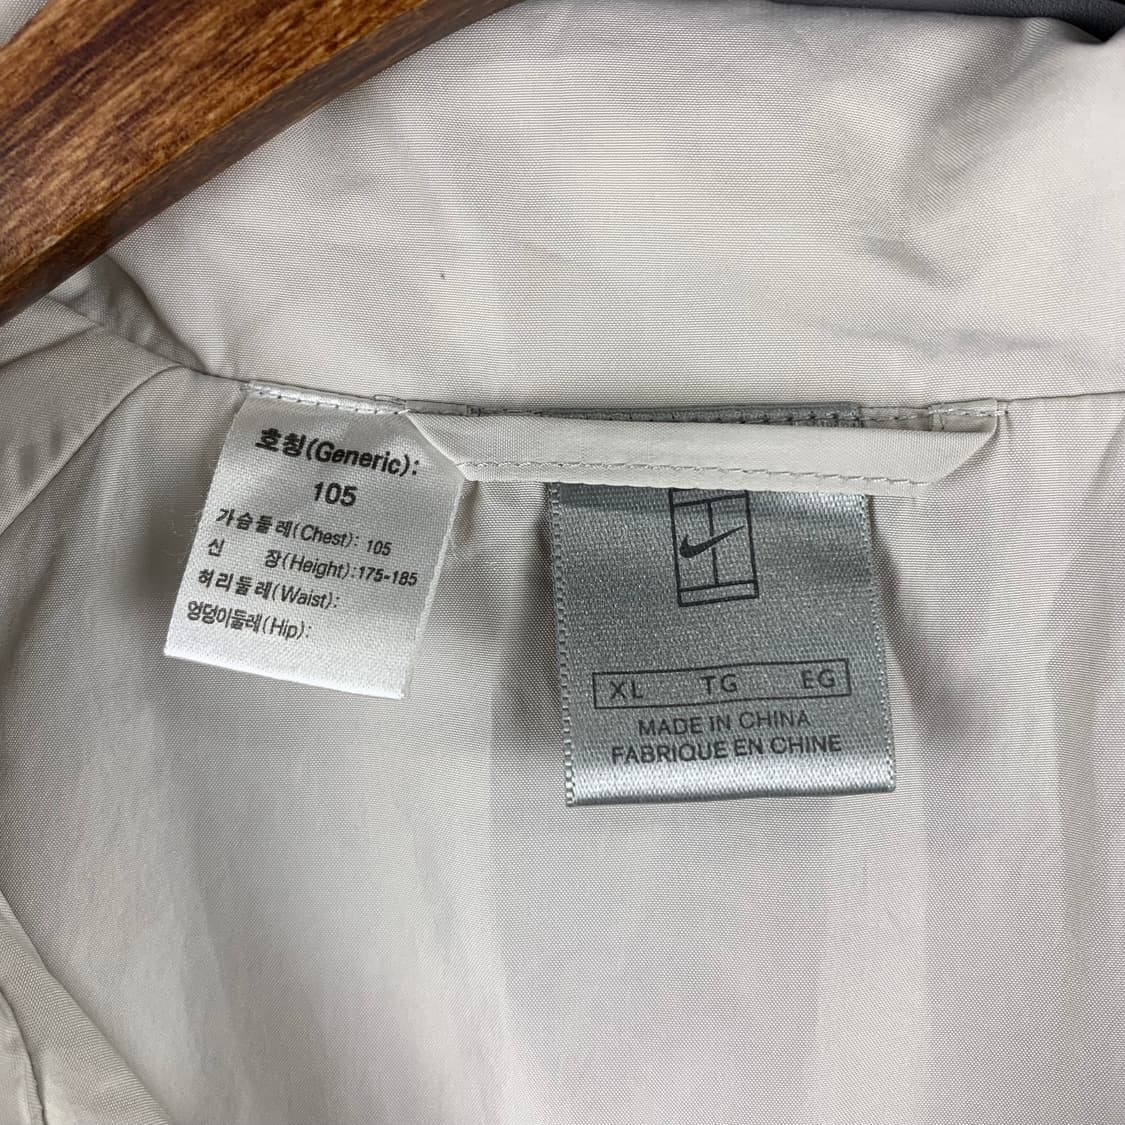 호칭(Generic):
105
가슴둘레(Chest): 105
신 장(Height):175-185
허리둘레(Waist):
엉덩이둘레(Hip):
XL TG EG
MADE IN CHINA
FABRIQUE EN CHINE